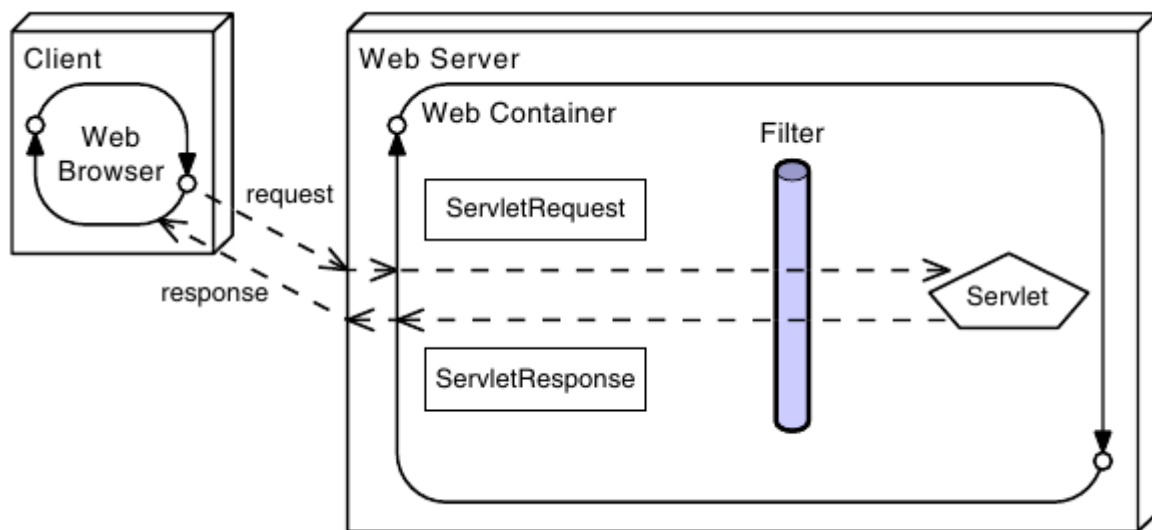 Client
Web
Browser
request
response
Web Server
Web Container
Filter
ServletRequest
Servlet
ServletResponse